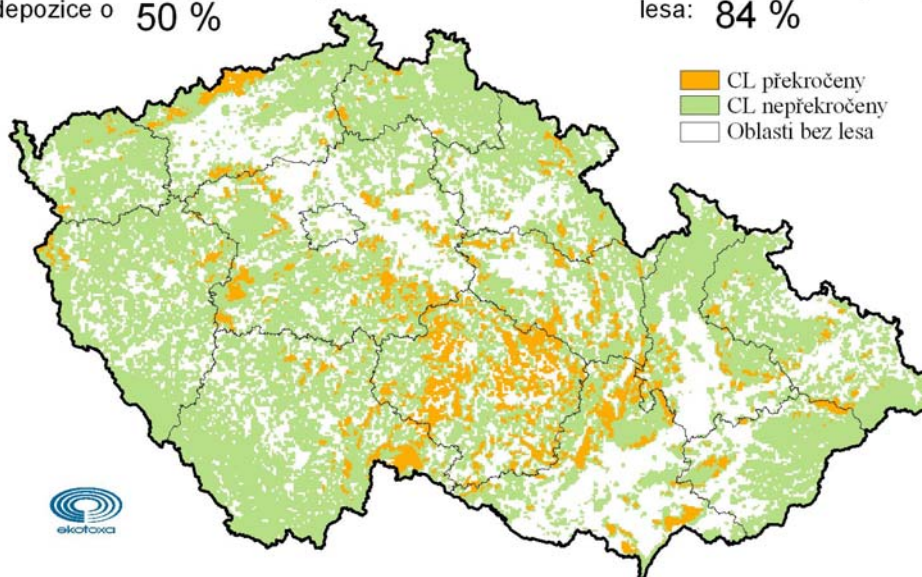 depozice o 50 %
lesa: 84 %
CL překročeny
CL nepřekročeny
Oblasti bez lesa
ekotoxa